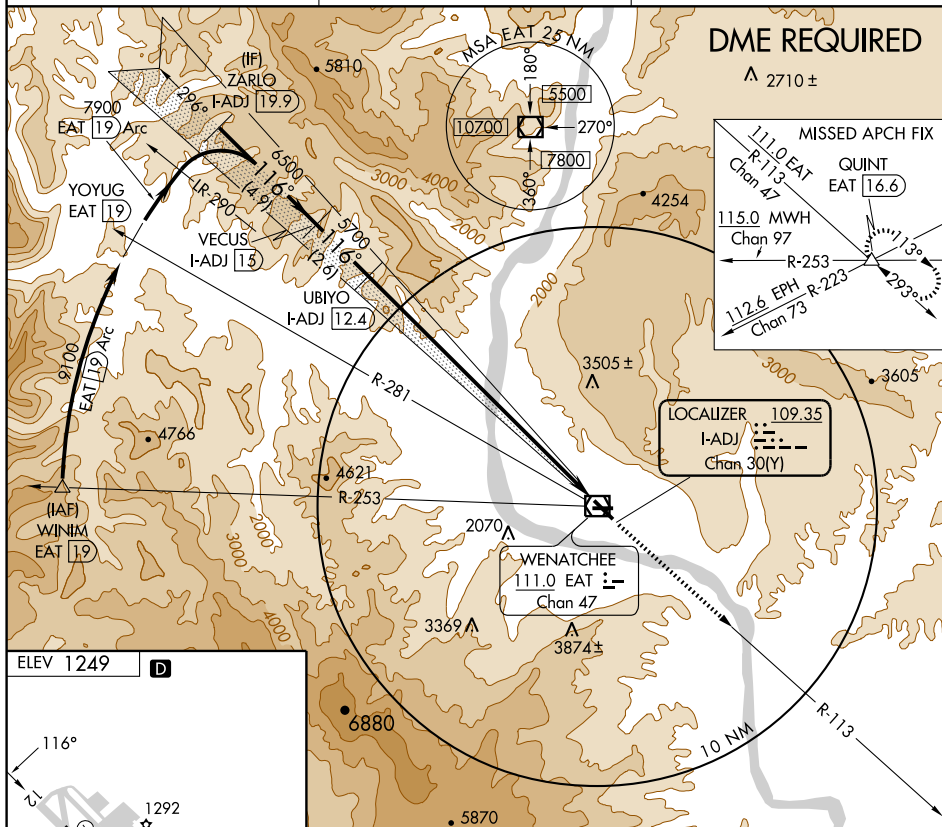 DME REQUIRED
2710 ±
MSA EAT 25 NM
180°
5500
10700
270°
7800
360°
(IF)
ZARLO
I-ADJ 19.9
5810
296°
7900
EAT 19 Arc
6500
116°
(4.9)
LR-290
YOYUG
EAT 19
VECUS
I-ADJ 15
5700
116°
(2.6)
UBIYO
I-ADJ 12.4
3000
4000
2000
4254
2000
MISSED APCH FIX
111.0 EAT
R-113
Chan 47
QUINT
EAT 16.6
115.0 MWH
Chan 97
R-253
113°
293°
112.6 EPH
R-223
Chan 73
9100
EAT 19 Arc
R-281
3505 ±
3000
3605
4766
4621
LOCALIZER 109.35
I-ADJ
Chan 30(Y)
R-253
(IAF)
WINIM
EAT 19
2000
3000
2070
WENATCHEE
111.0 EAT
Chan 47
3369
3874 ±
4000
ELEV 1249 D
6880
R-113
10 NM
116°
12
1292
5870